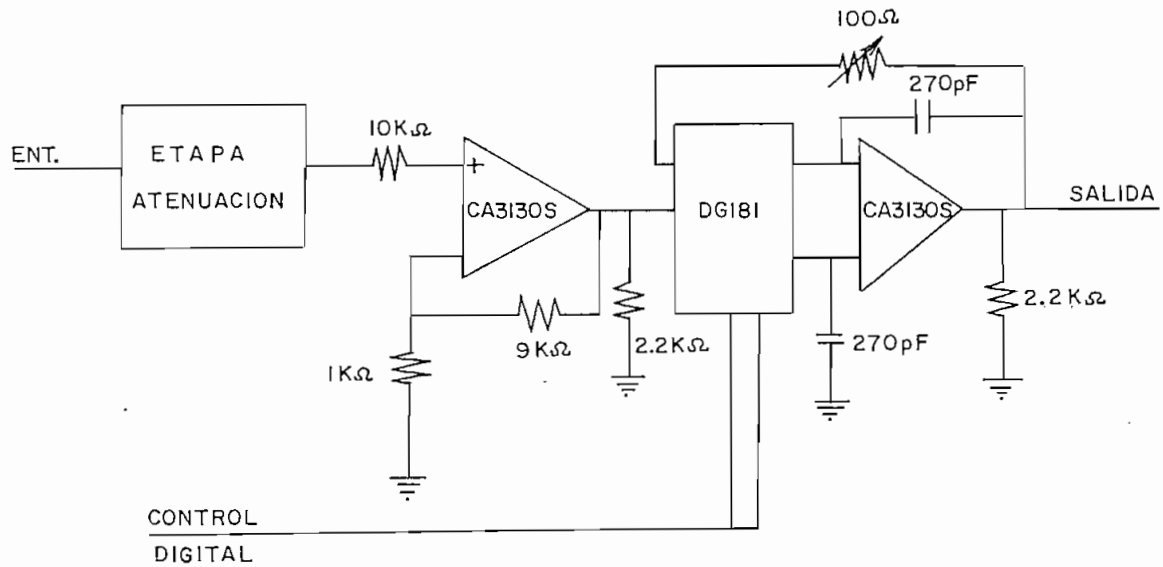 100Ω
270pF
10KΩ
ENT.
ETAPA
ATENUACION
+
CA3130S
DG181
CA3130S
SALIDA
9KΩ
2.2KΩ
270pF
2.2KΩ
1KΩ
CONTROL
DIGITAL